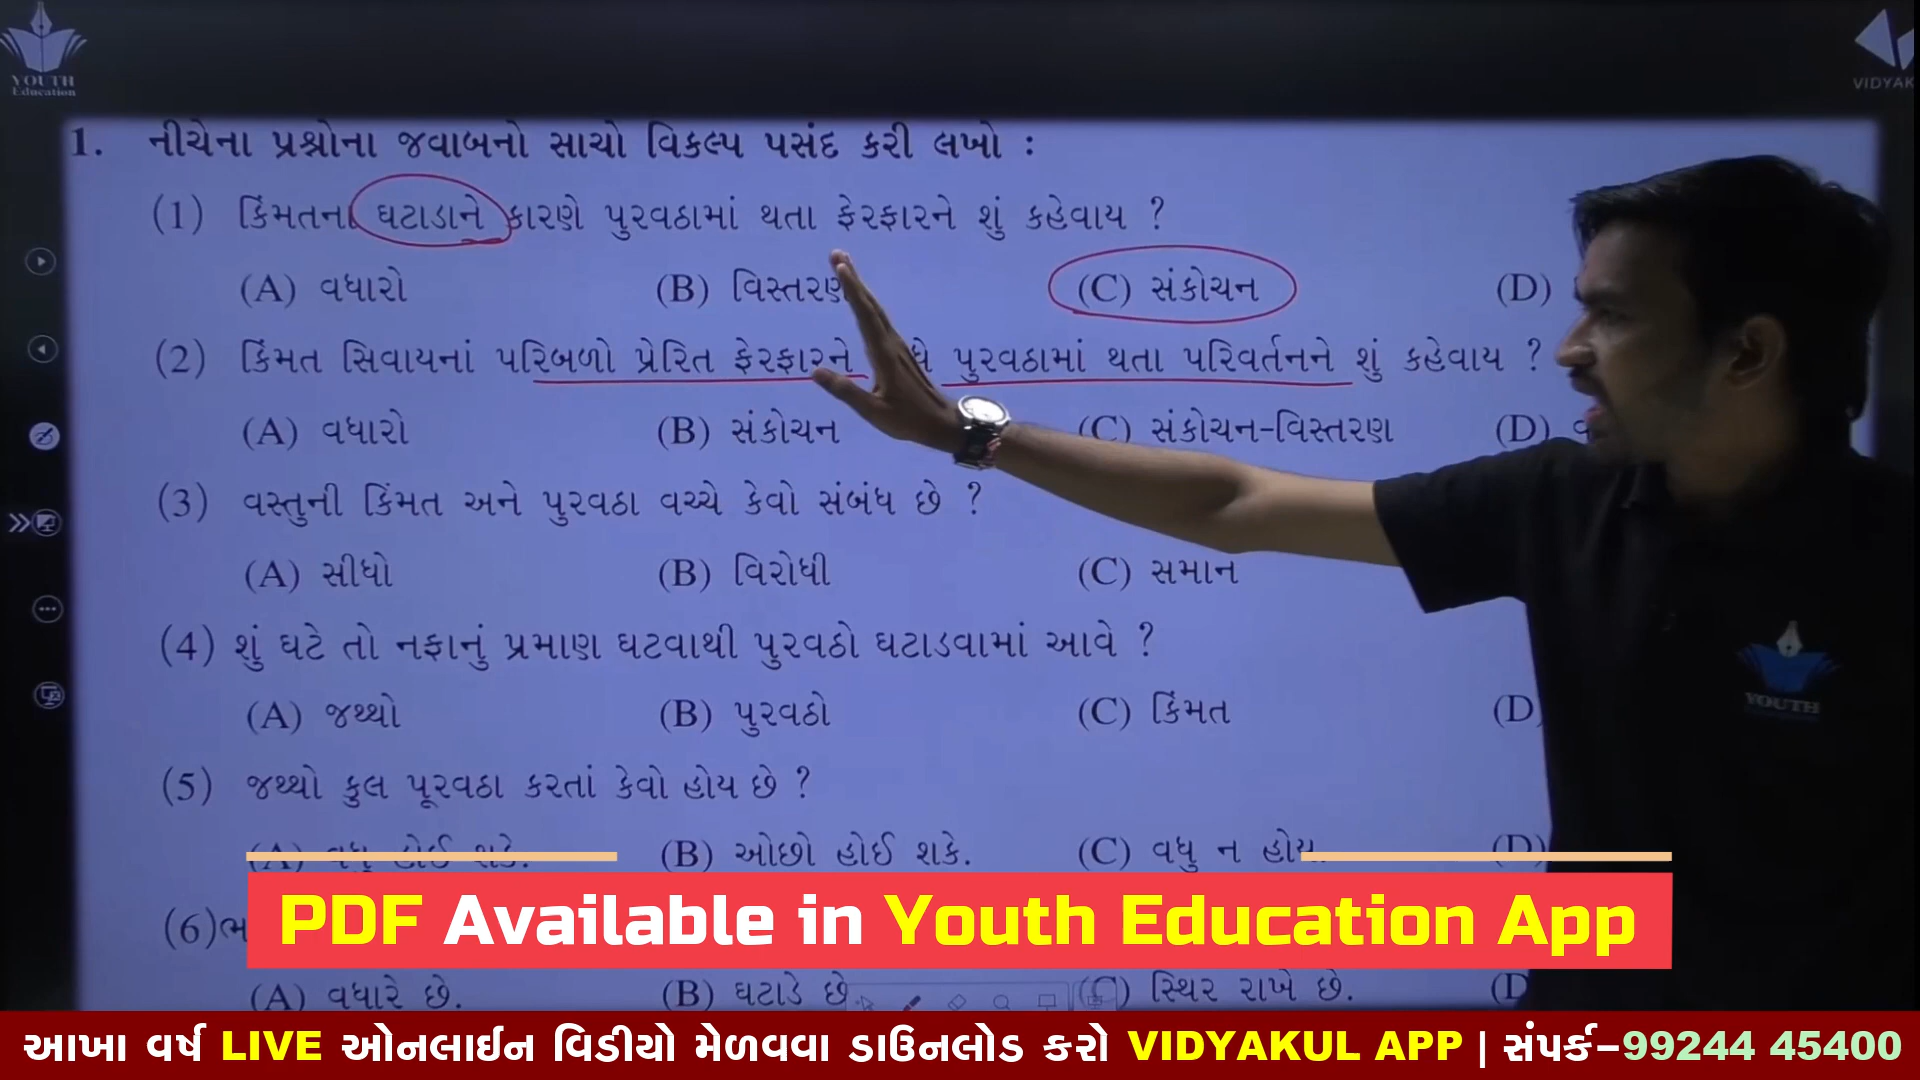 YOUTH
Education
VIDYAK
1. નીચેના પ્રશ્નોના જવાબનો સાચો વિકલ્પ પસંદ કરી લખો :
(1) કિંમતના ઘટાડાને કારણે પુરવઠામાં થતા ફેરફારને શું કહેવાય ?
(A) વધારો (B) વિસ્તરણ (C) સંકોચન (D)
(2) કિંમત સિવાયનાં પરિબળો પ્રેરિત ફેરફારને પુરવઠામાં થતા પરિવર્તનને શું કહેવાય ?
(A) વધારો (B) સંકોચન (C) સંકોચન-વિસ્તરણ (D)
(3) વસ્તુની કિંમત અને પુરવઠા વચ્ચે કેવો સંબંધ છે ?
(A) સીધો (B) વિરોધી (C) સમાન
(4) શું ઘટે તો નફાનું પ્રમાણ ઘટવાથી પુરવઠો ઘટાડવામાં આવે ?
(A) જથ્થો (B) પુરવઠો (C) કિંમત (D)
(5) જથ્થો કુલ પૂરવઠા કરતાં કેવો હોય છે ?
(A) વધુ હોઈ શકે. (B) ઓછો હોઈ શકે. (C) વધુ ન હોય. (D)
(6)
PDF Available in Youth Education App
(A) વધારે છે. (B) ઘટાડે છે (C) સ્થિર રાખે છે. (D
YOUTH
આખા વર્ષ LIVE ઓનલાઈન વિડીયો મેળવવા ડાઉનલોડ કરો VIDYAKUL APP | સંપર્ક-99244 45400